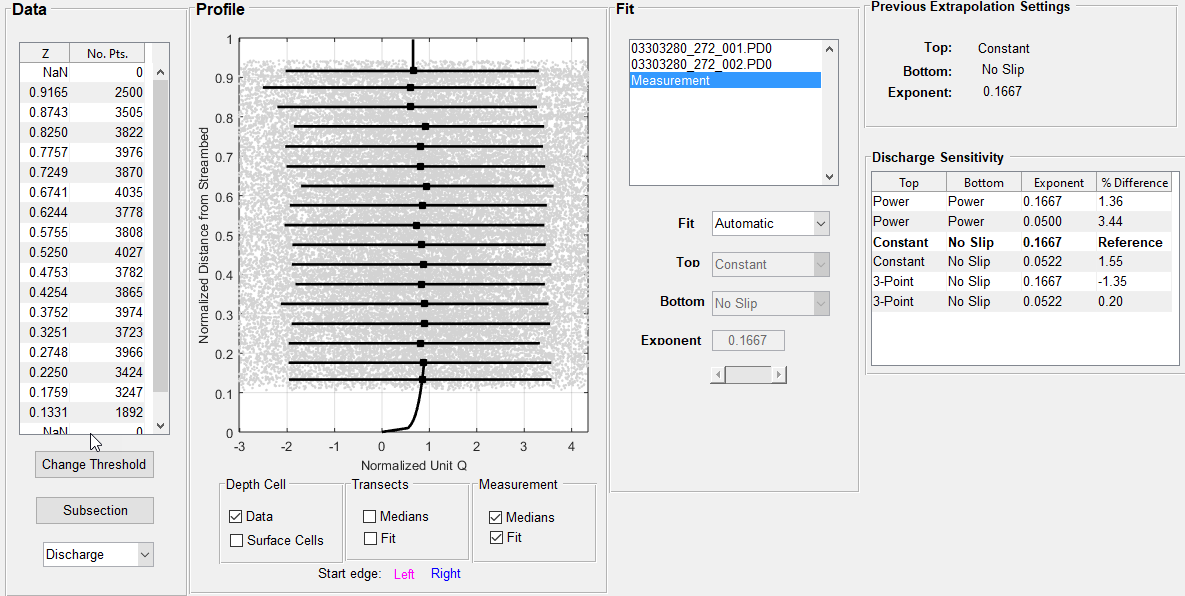 Data
Z No. Pts.
NaN 0
0.9165 2500
0.8743 3505
0.8250 3822
0.7757 3976
0.7249 3870
0.6741 4035
0.6244 3778
0.5755 3808
0.5250 4027
0.4753 3782
0.4254 3865
0.3752 3974
0.3251 3723
0.2748 3966
0.2250 3424
0.1759 3247
0.1331 1892
NaN 0
Change Threshold
Subsection
Discharge
Profile
Normalized Distance from Streambed
1
0.9
0.8
0.7
0.6
0.5
0.4
0.3
0.2
0.1
0
-3 -2 -1 0 1 2 3 4
Normalized Unit Q
Depth Cell
Data
Surface Cells
Transects
Medians
Fit
Measurement
Medians
Fit
Start edge: Left Right
Fit
03303280_272_001.PD0
03303280_272_002.PD0
Measurement
Fit Automatic
Top Constant
Bottom No Slip
Exponent 0.1667
Previous Extrapolation Settings
Top: Constant
Bottom: No Slip
Exponent: 0.1667
Discharge Sensitivity
Top Bottom Exponent % Difference
Power Power 0.1667 1.36
Power Power 0.0500 3.44
Constant No Slip 0.1667 Reference
Constant No Slip 0.0522 1.55
3-Point No Slip 0.1667 -1.35
3-Point No Slip 0.0522 0.20